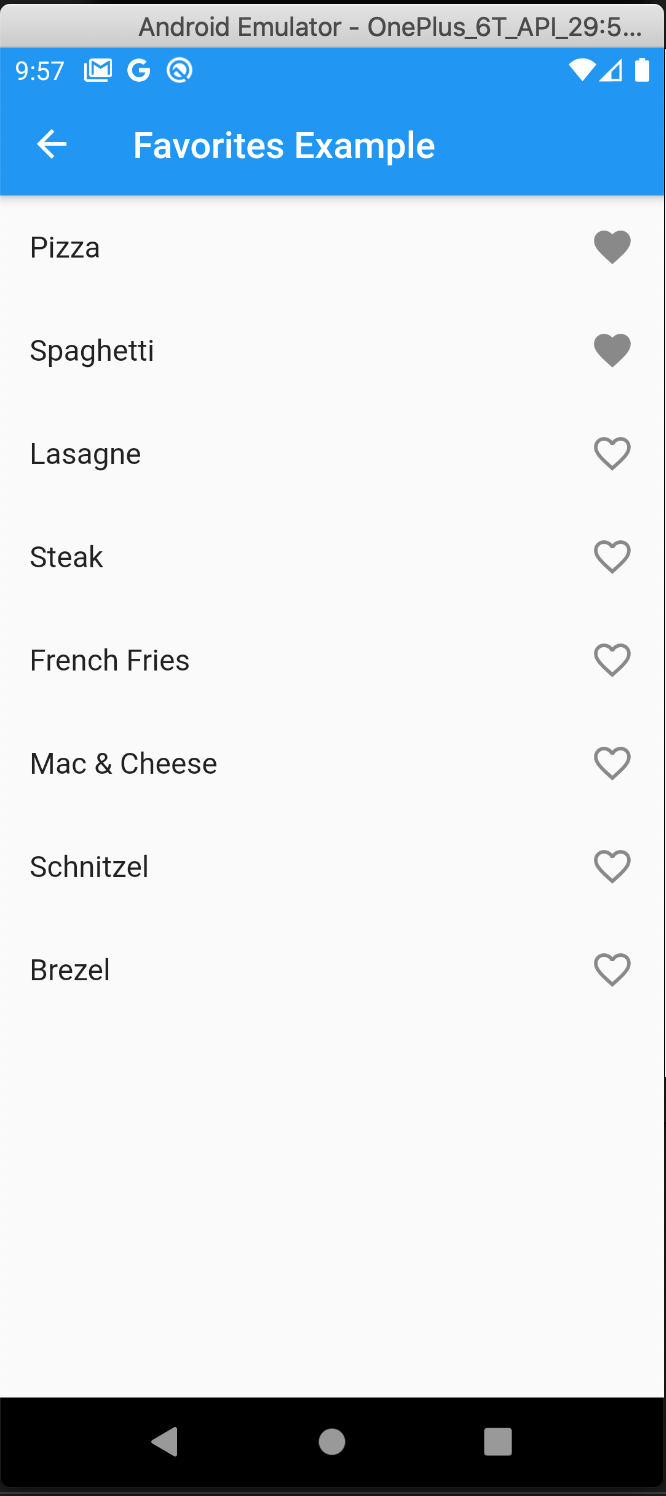 Android Emulator - OnePlus_6T_API_29:5...
9:57
Favorites Example
Pizza
Spaghetti
Lasagne
Steak
French Fries
Mac & Cheese
Schnitzel
Brezel